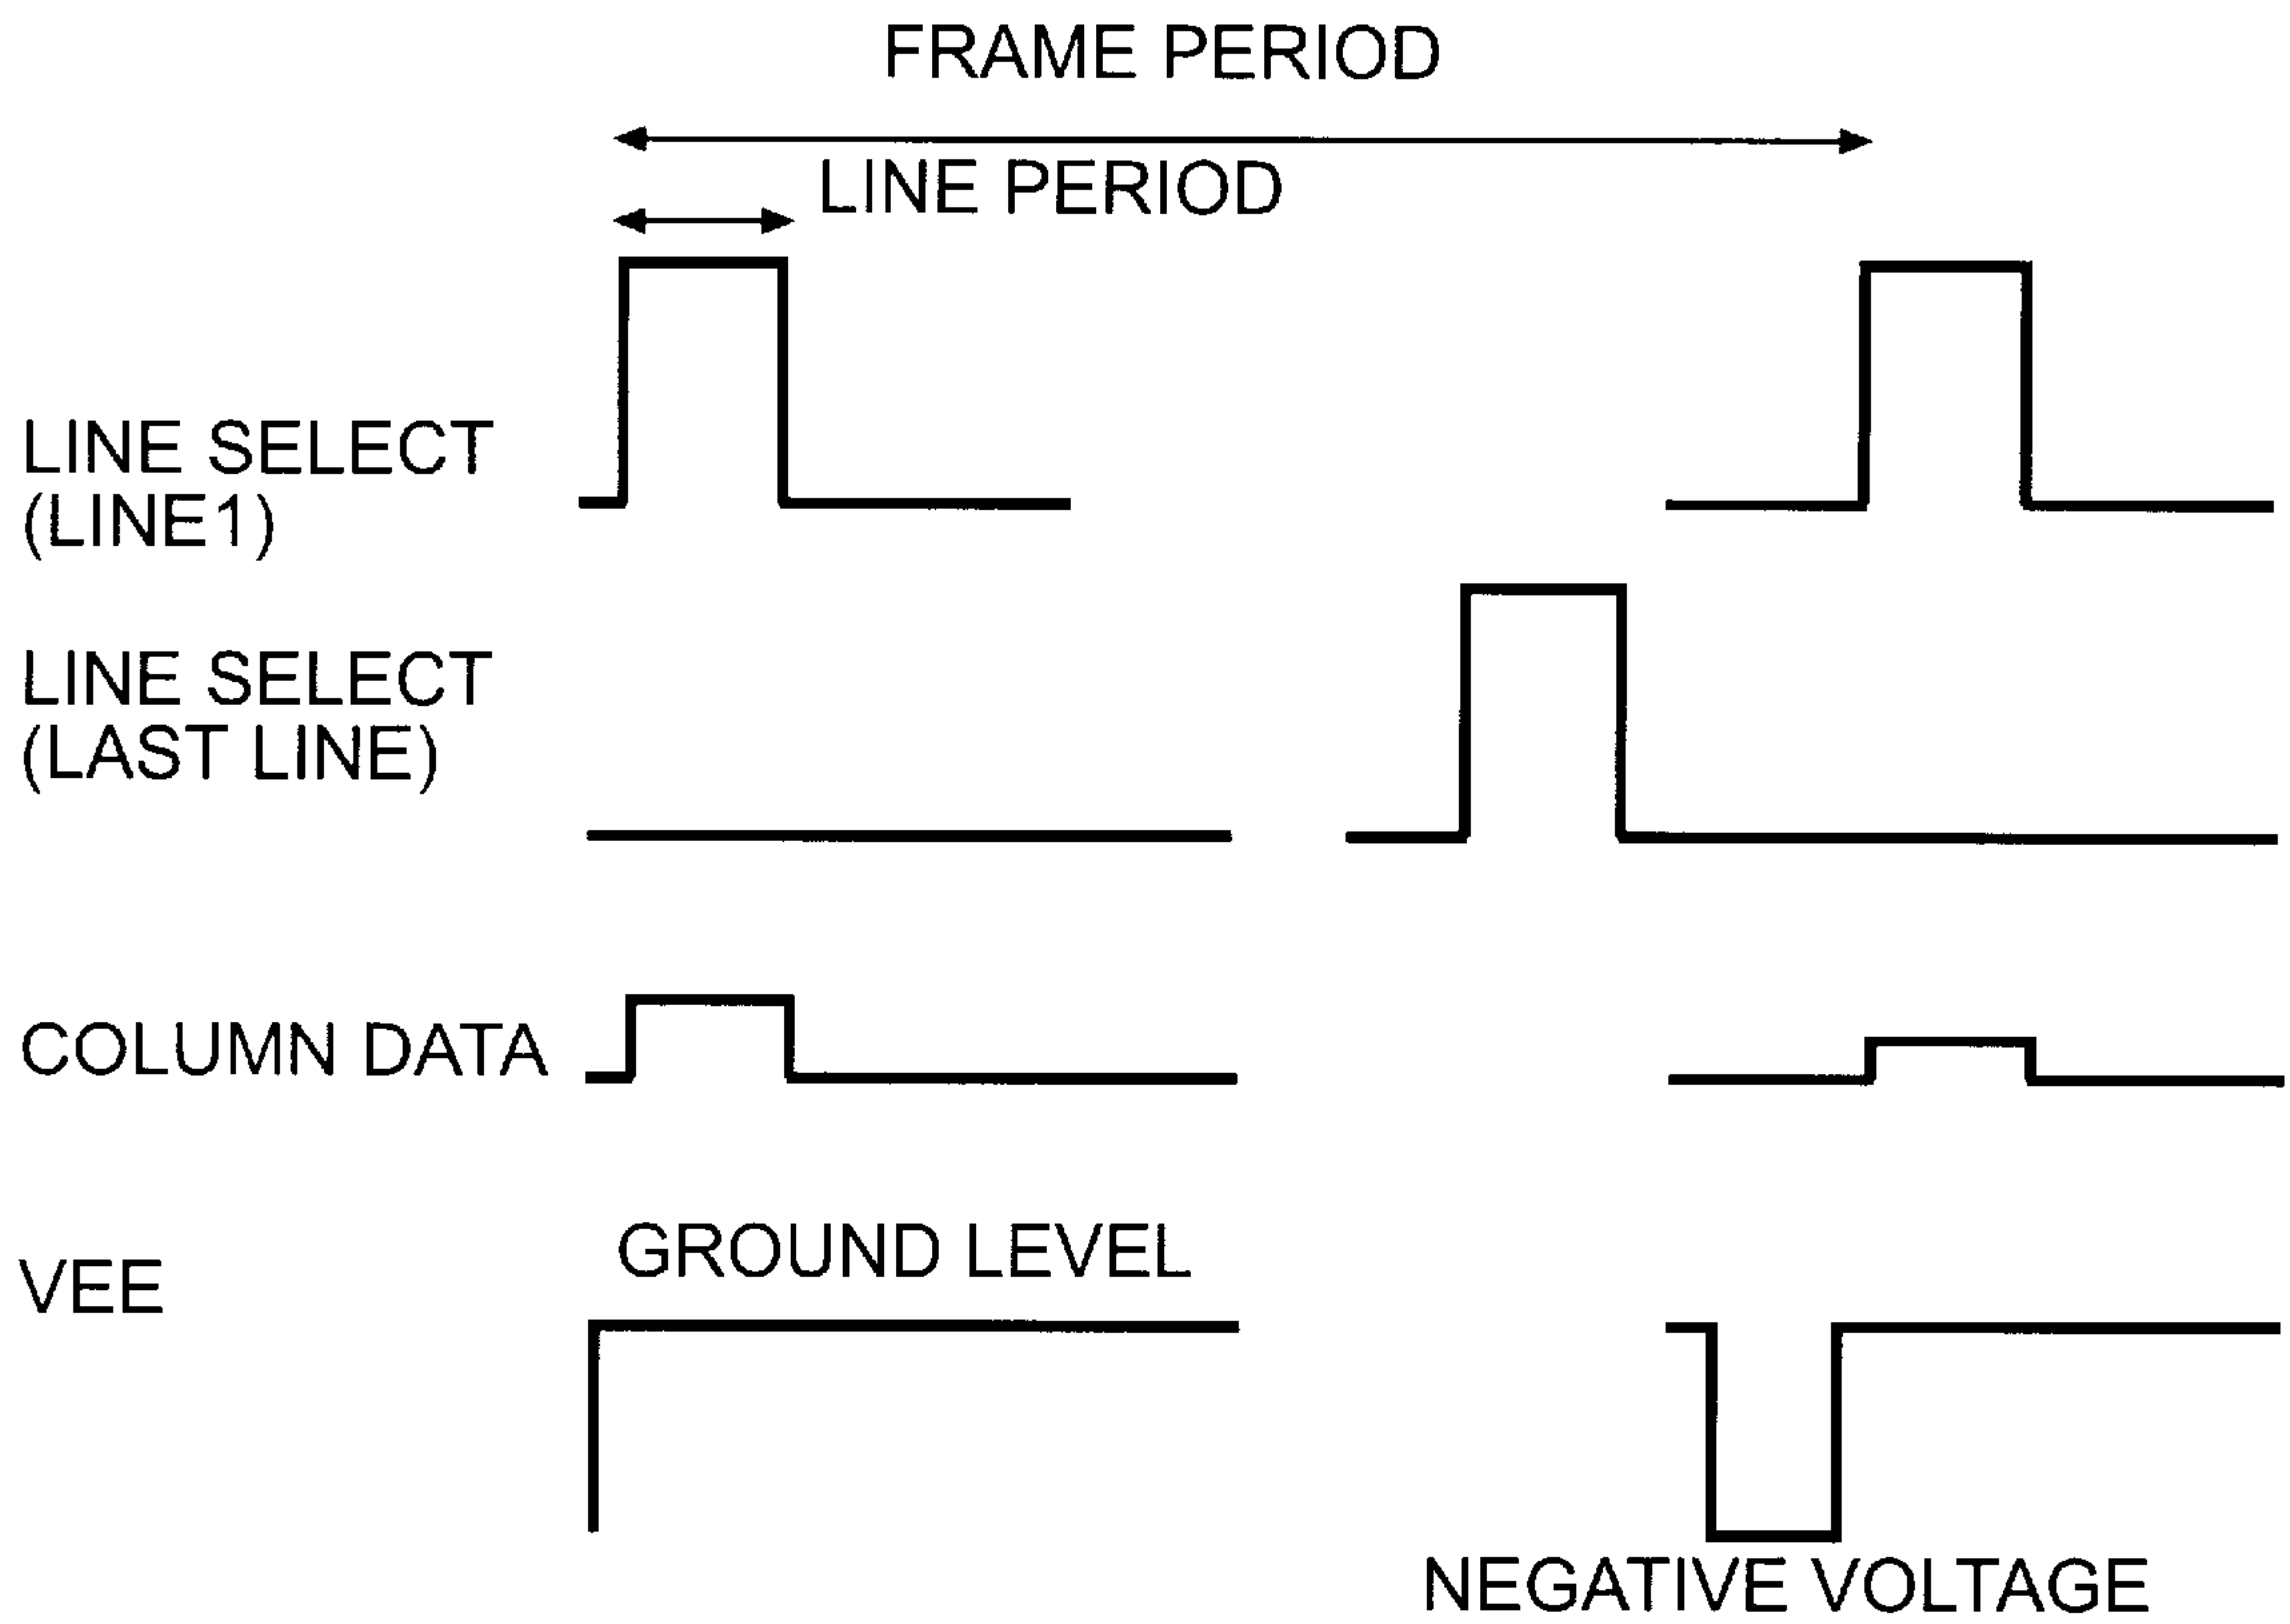 FRAME PERIOD
LINE PERIOD
LINE SELECT
(LINE1)
LINE SELECT
(LAST LINE)
COLUMN DATA
GROUND LEVEL
VEE
NEGATIVE VOLTAGE